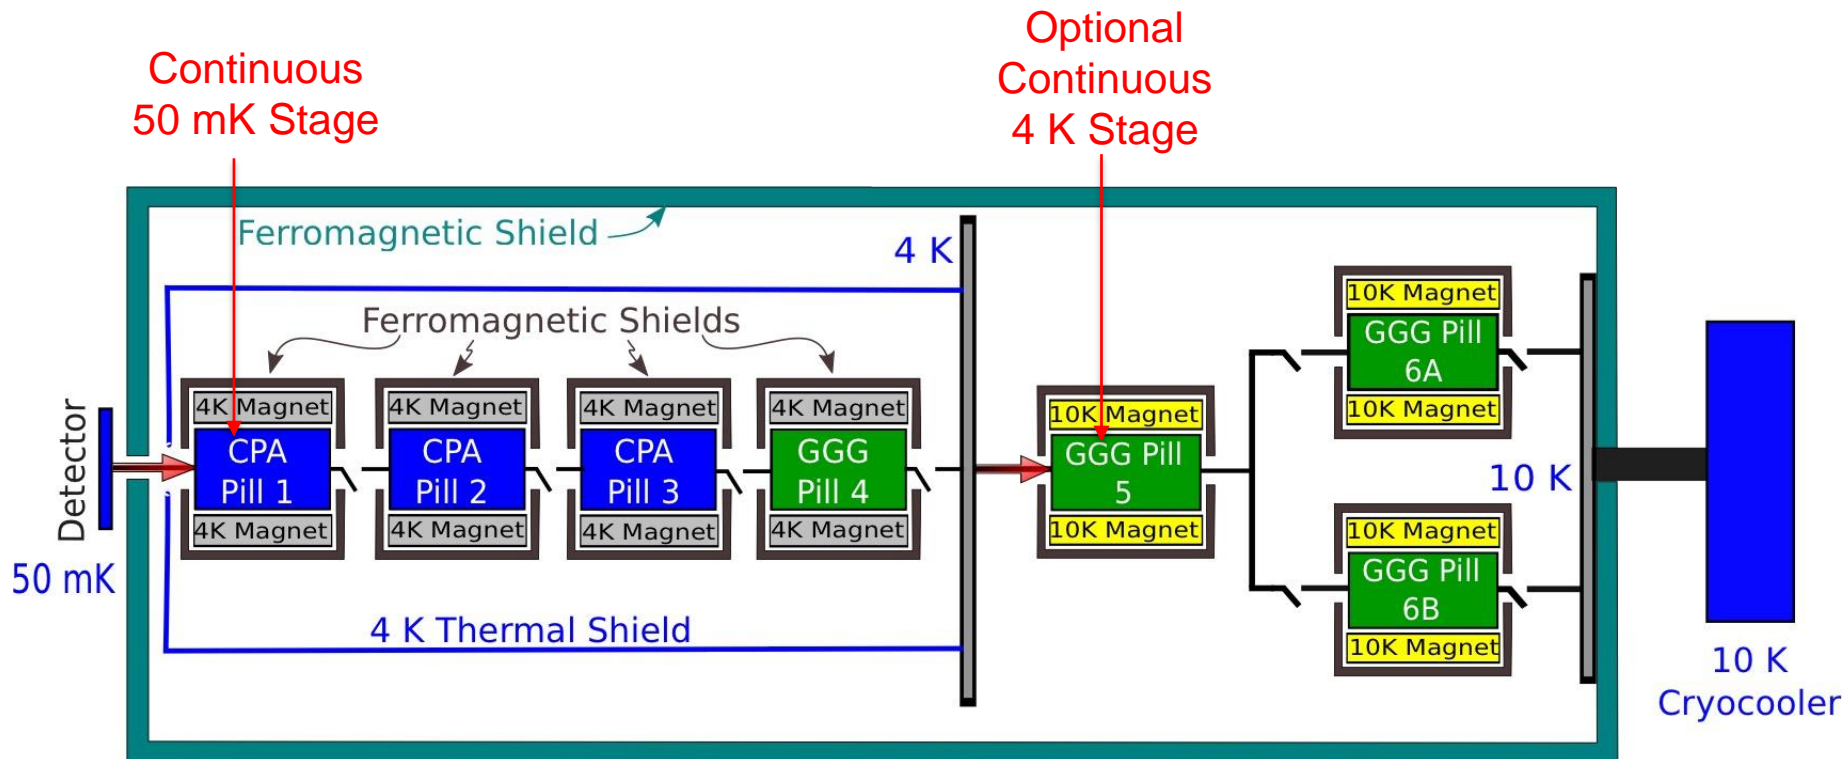 Continuous
50 mK Stage
Optional
Continuous
4 K Stage
Ferromagnetic Shield
4 K
Ferromagnetic Shields
Detector
50 mK
4K Magnet
CPA
Pill 1
4K Magnet
4K Magnet
CPA
Pill 2
4K Magnet
4K Magnet
CPA
Pill 3
4K Magnet
4K Magnet
GGG
Pill 4
4K Magnet
4 K Thermal Shield
10K Magnet
GGG Pill
5
10K Magnet
10K Magnet
GGG Pill
6A
10K Magnet
10K Magnet
GGG Pill
6B
10K Magnet
10 K
10 K
Cryocooler